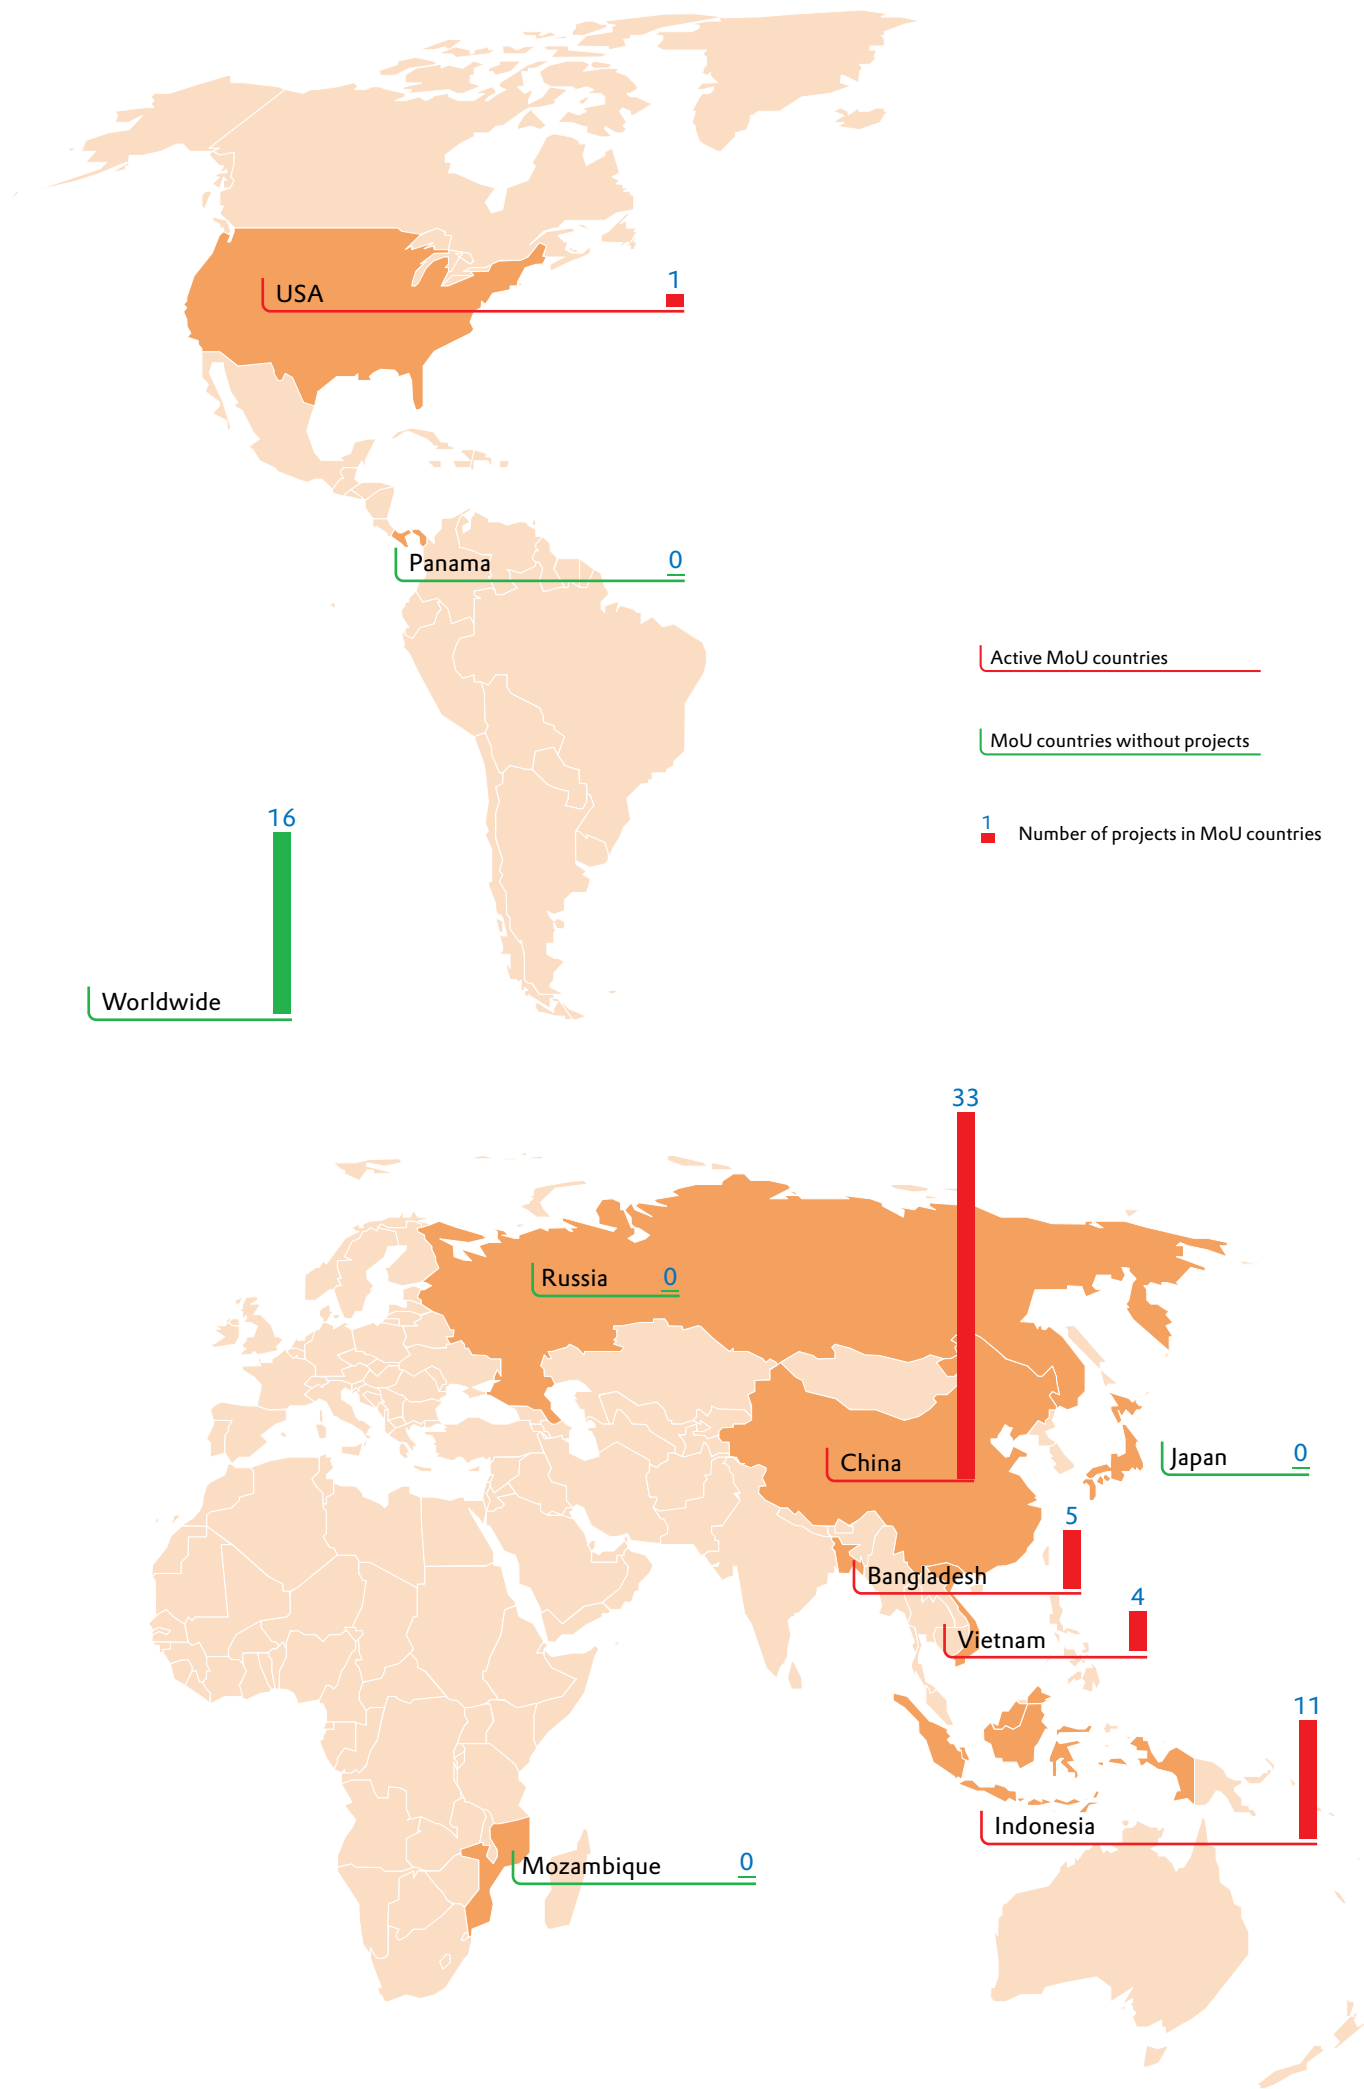 1
USA
0
Panama
Active MoU countries
MoU countries without projects
1
Number of projects in MoU countries
16
Worldwide
33
Russia
0
China
Japan
0
5
Bangladesh
4
Vietnam
11
Indonesia
Mozambique
0